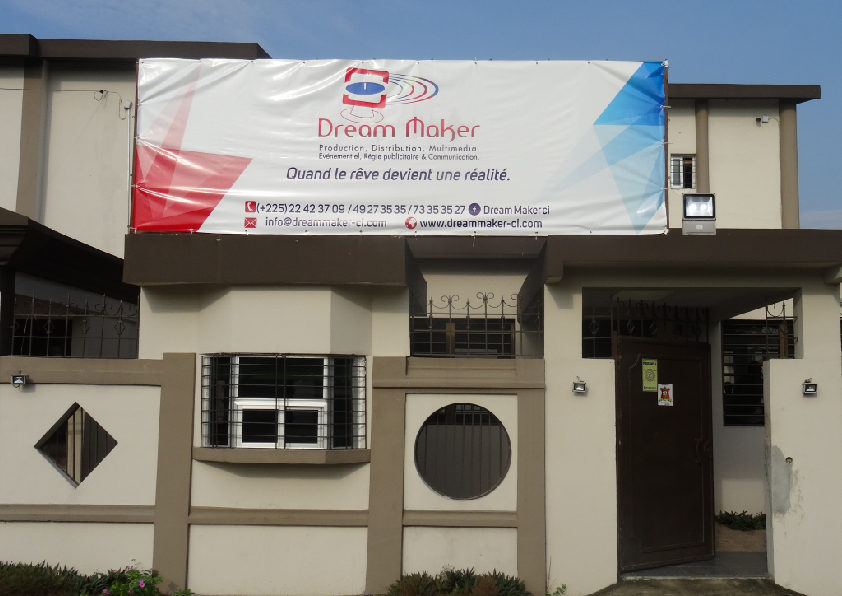 Dream Maker
Production, Distribution, Multimedia
Événementiel, Régie publicitaire & Communication.
Quand le rêve devient une réalité.
(+225) 22 42 37 09 / 49 27 35 35 / 73 35 35 27 Dream Makerci
info@dreammaker-ci.com www.dreammaker-ci.com